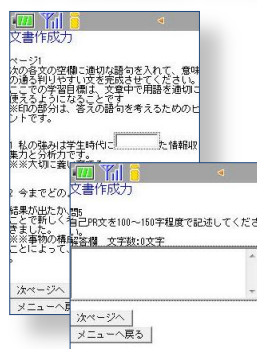 文書作成力
ページ1
次の各文の空欄に適切な語句を入れて、意味
の通る判りやすい文を完成させてください。
ここでの学習目標は、文章中で用語を適切に
使えるようになることです
※印の部分は、答えの語句を考えるためのヒ
ントです。
1 私の強みは学生時代に た情報収
集力と分析力です。
※※大切に養い
2 今までどの
結果が出たか
ことで新しく
きました。
※※事物の構成
ことによって、
次ページへ
メニューへ戻
文書作成力
問5
自己PR文を100～150字程度で記述してくださ
い。
解答欄 文字数:0文字
次ページへ
メニューへ戻る